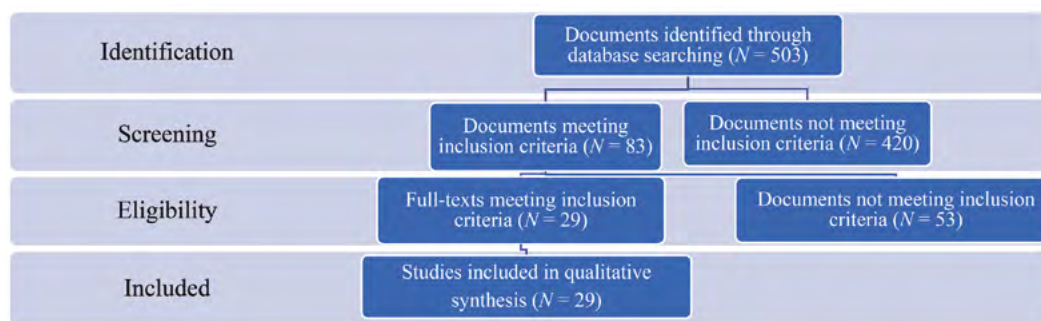 Identification
Documents identified through
database searching (N = 503)
Screening
Documents meeting
inclusion criteria (N = 83)
Documents not meeting
inclusion criteria (N = 420)
Eligibility
Full-texts meeting inclusion
criteria (N = 29)
Documents not meeting inclusion
criteria (N = 53)
Included
Studies included in qualitative
synthesis (N = 29)